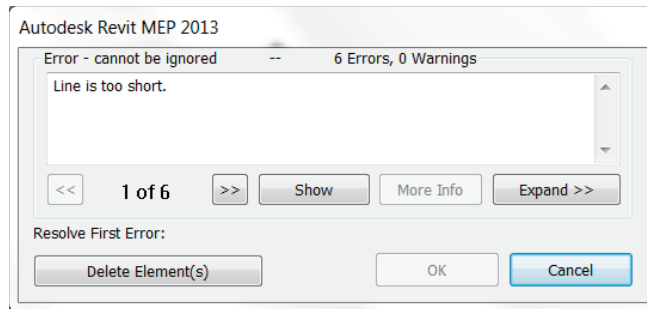 Autodesk Revit MEP 2013
Error - cannot be ignored -- 6 Errors, 0 Warnings
Line is too short.
<< 1 of 6 >> Show More Info Expand >>
Resolve First Error:
Delete Element(s) OK Cancel